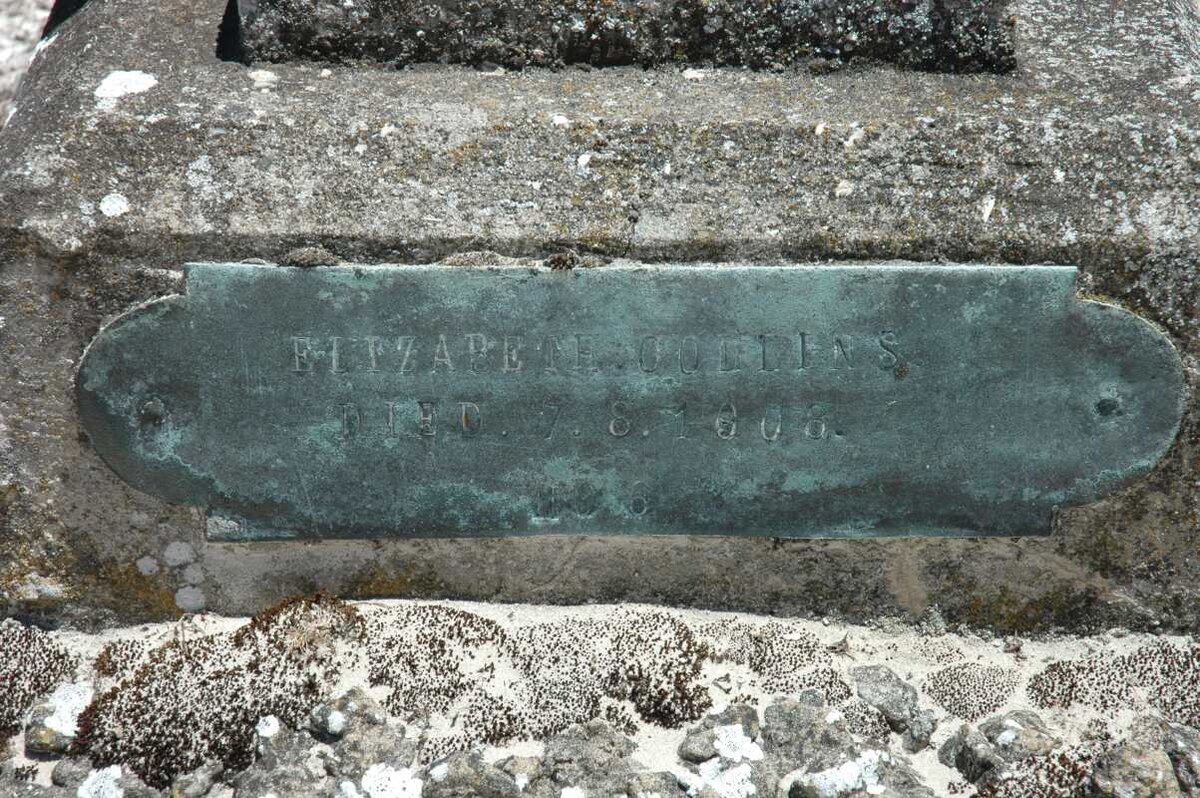 ELIZABETH. COLLINS.
DIED. 7. 8. 1908.